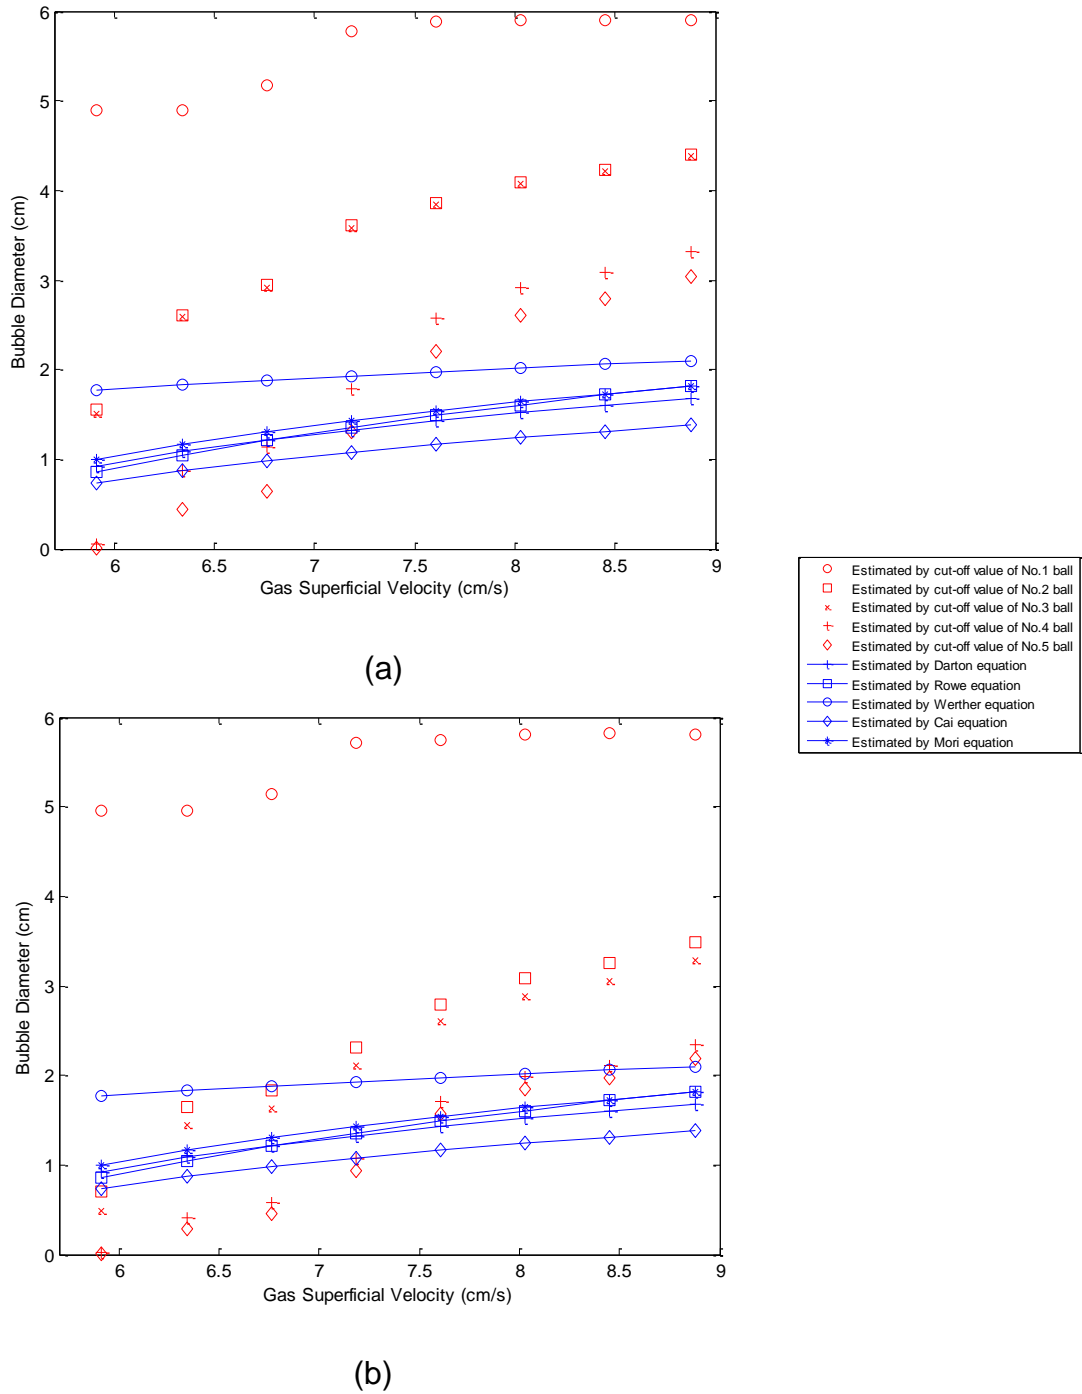 6
5
4
3
2
1
0
Bubble Diameter (cm)
6 6.5 7 7.5 8 8.5 9
Gas Superficial Velocity (cm/s)
(a)
Estimated by cut-off value of No.1 ball
Estimated by cut-off value of No.2 ball
Estimated by cut-off value of No.3 ball
Estimated by cut-off value of No.4 ball
Estimated by cut-off value of No.5 ball
Estimated by Darton equation
Estimated by Rowe equation
Estimated by Werther equation
Estimated by Cai equation
Estimated by Mori equation
6
5
4
3
2
1
0
Bubble Diameter (cm)
6 6.5 7 7.5 8 8.5 9
Gas Superficial Velocity (cm/s)
(b)